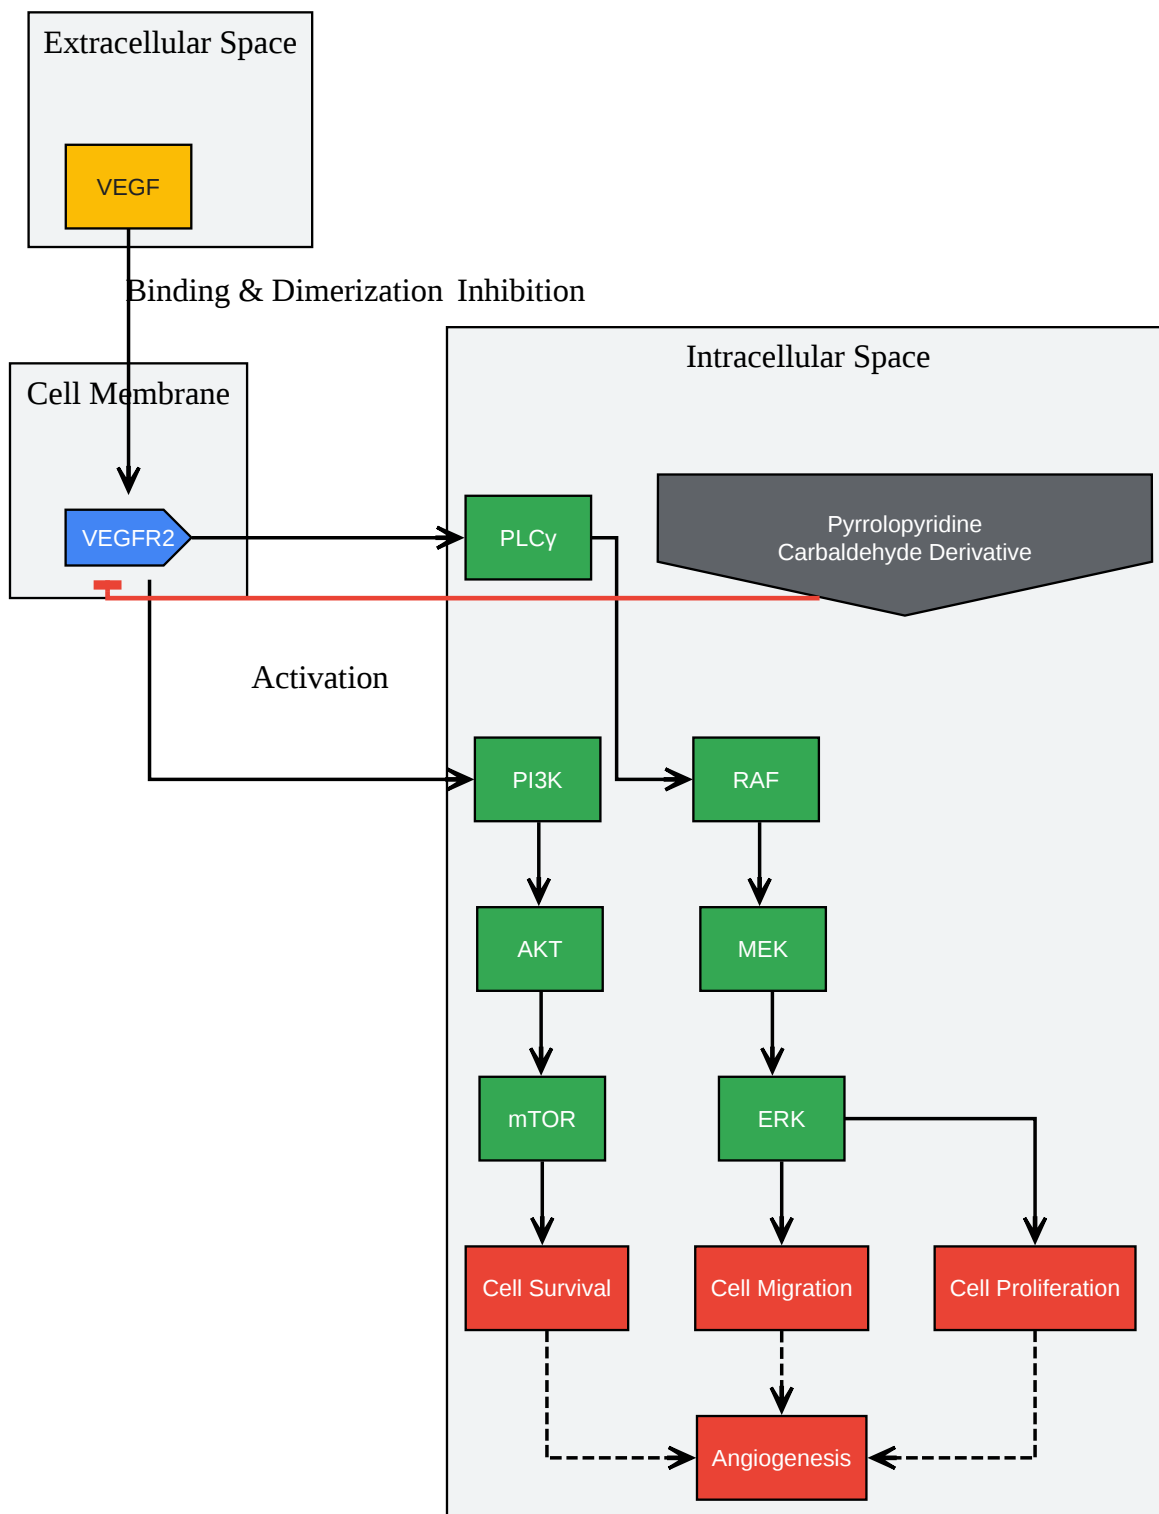 Extracellular Space
VEGF
Binding & Dimerization
Inhibition
Intracellular Space
Cell Membrane
VEGFR2
PLCγ
Pyrrolopyridine
Carbaldehyde Derivative
Activation
PI3K
RAF
AKT
MEK
mTOR
ERK
Cell Survival
Cell Migration
Cell Proliferation
Angiogenesis